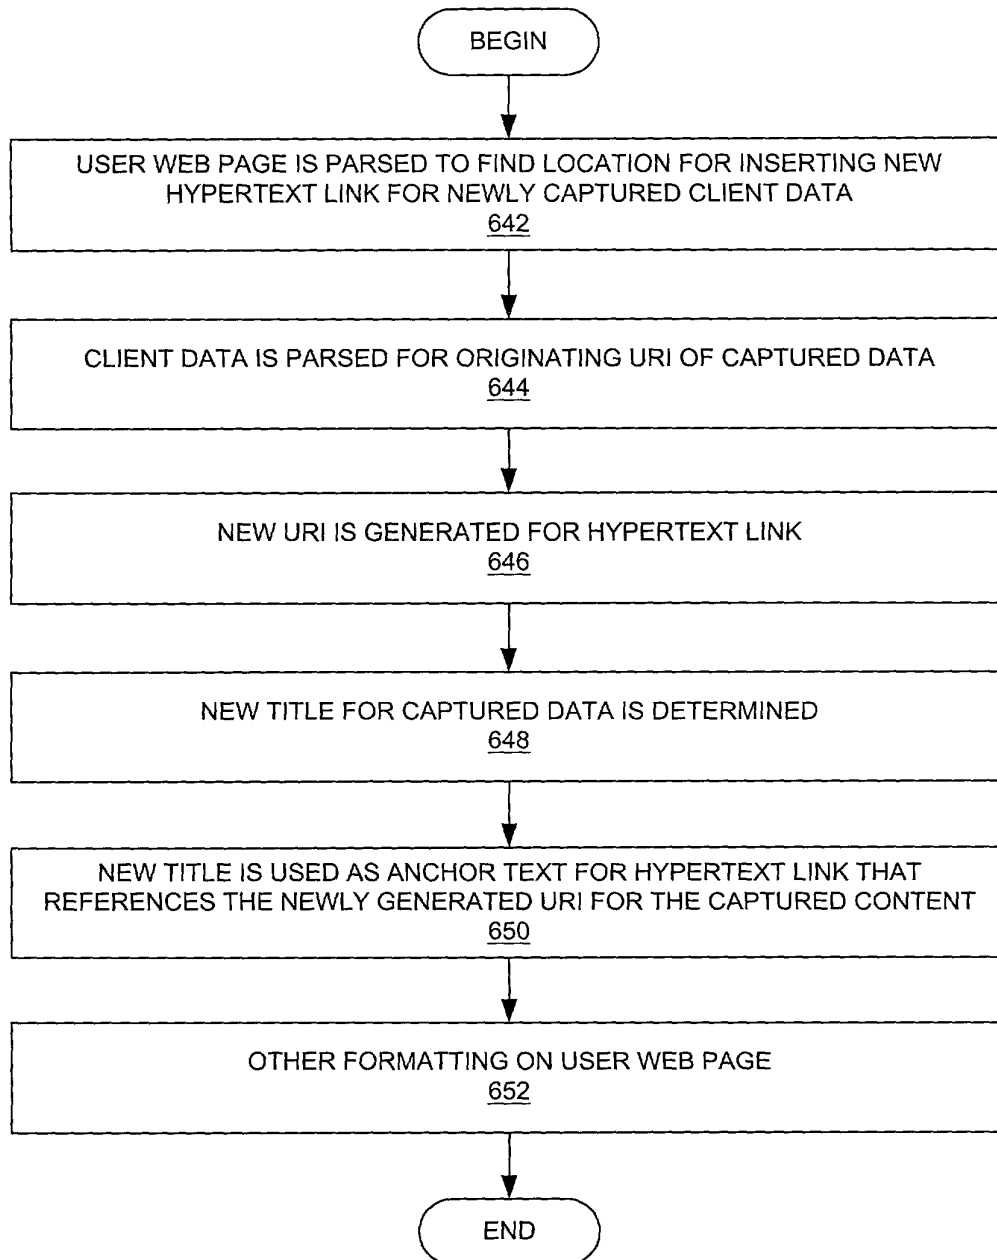 BEGIN
USER WEB PAGE IS PARSED TO FIND LOCATION FOR INSERTING NEW
HYPERTEXT LINK FOR NEWLY CAPTURED CLIENT DATA
642
CLIENT DATA IS PARSED FOR ORIGINATING URI OF CAPTURED DATA
644
NEW URI IS GENERATED FOR HYPERTEXT LINK
646
NEW TITLE FOR CAPTURED DATA IS DETERMINED
648
NEW TITLE IS USED AS ANCHOR TEXT FOR HYPERTEXT LINK THAT
REFERENCES THE NEWLY GENERATED URI FOR THE CAPTURED CONTENT
650
OTHER FORMATTING ON USER WEB PAGE
652
END